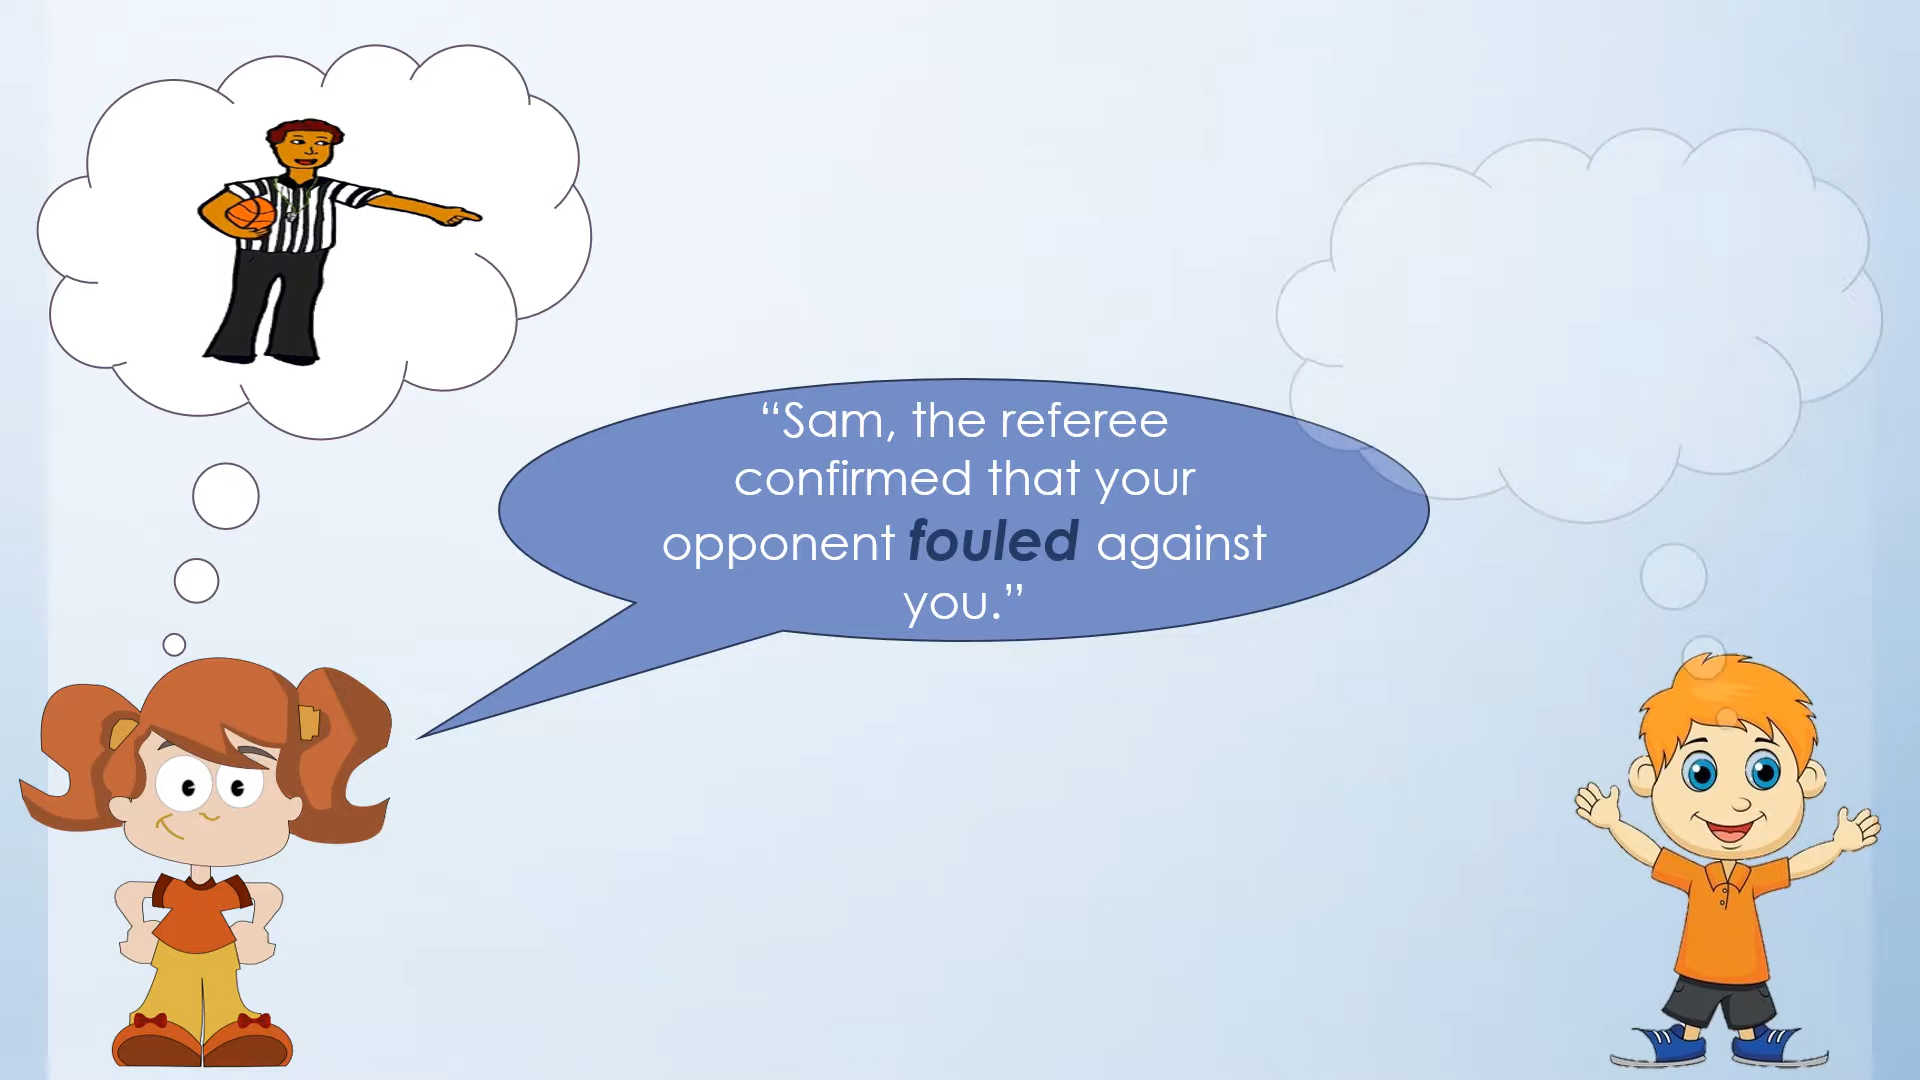 “Sam, the referee
confirmed that your
opponent fouled against
you.”